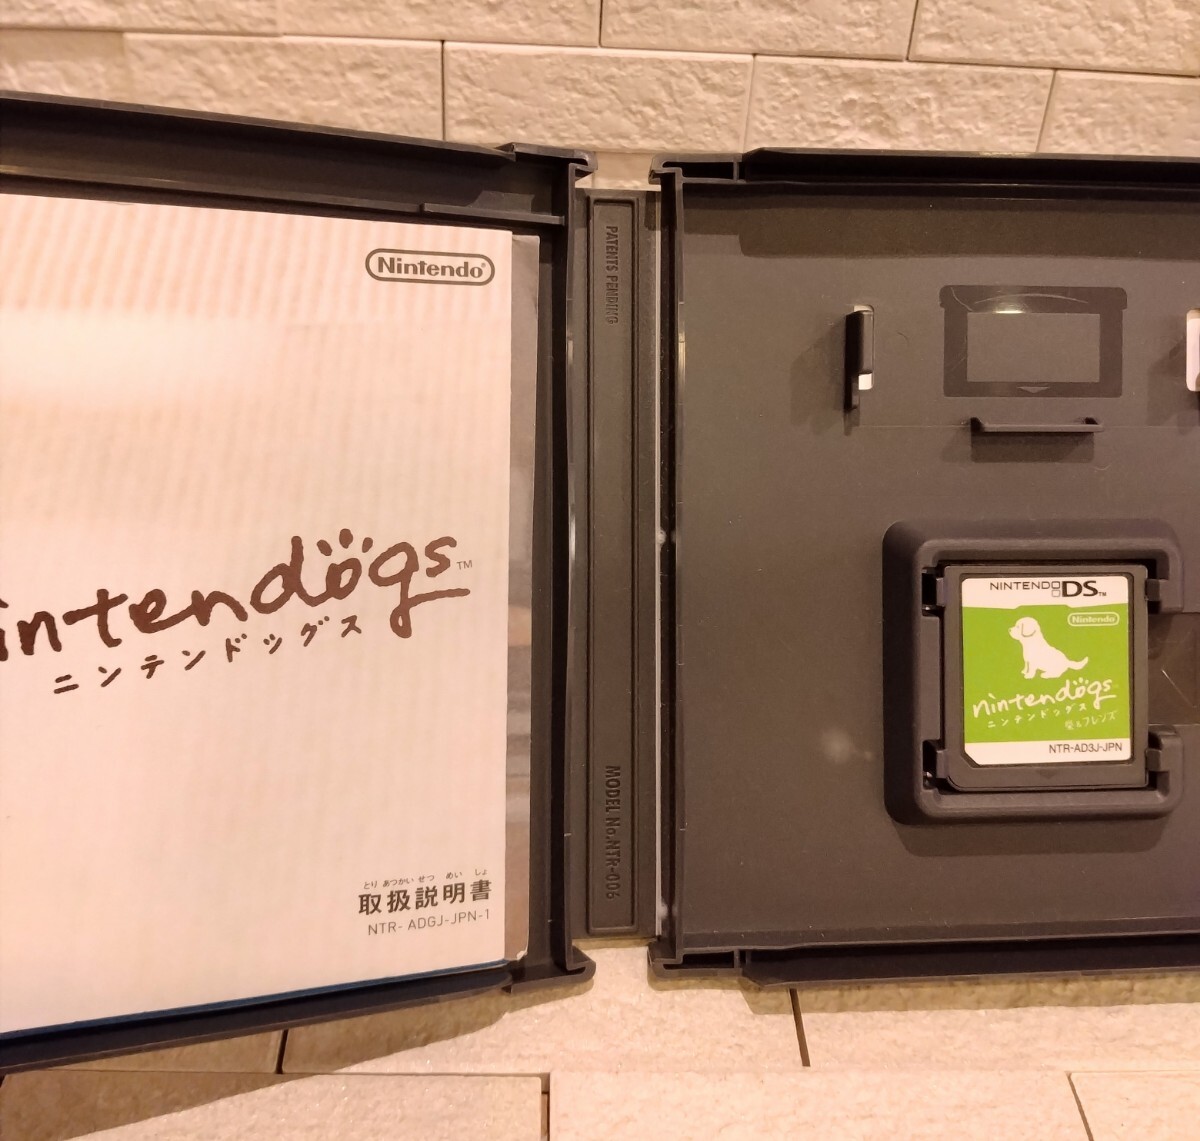 Nintendo®
nintendogs™
ニンテンドッグス
とり あつかい せつ めい しょ
取扱説明書
NTR- ADGJ-JPN-1
PATENTS PENDING
MODEL No.NTR-006
NINTENDO DS™
Nintendo
nintendogs
ニンテンドッグス
柴&フレンズ
NTR-AD3J-JPN